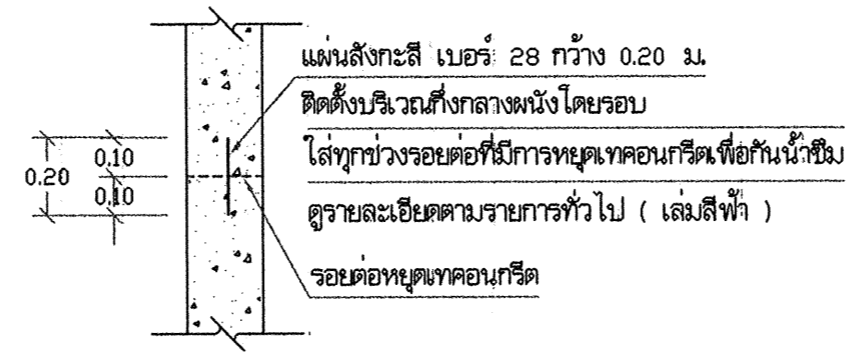 แผ่นสังกะสี เบอร์ 28 กว้าง 0.20 ม.
ติดตั้งบริเวณกึ่งกลางผนังโดยรอบ
ใส่ทุกช่วงรอยต่อที่มีการหยุดเทคอนกรีตเพื่อกันน้ำซึม
ดูรายละเอียดตามรายการทั่วไป ( เล่มสีฟ้า )
รอยต่อหยุดเทคอนกรีต
0.10
0.20
0.10